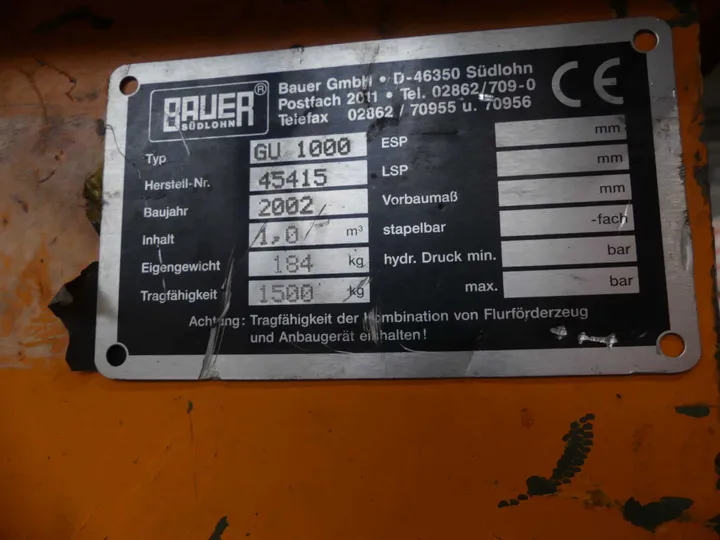 BAUER®
SÜDLOHN
Bauer GmbH • D-46350 Südlohn
Postfach 2011 • Tel. 02862/709-0
Telefax 02862 / 70955 u. 70956
CE
Typ GU 1000
Herstell-Nr. 45415
Baujahr 2002
Inhalt 1,0 m³
Eigengewicht 184 kg
Tragfähigkeit 1500 kg
ESP mm
LSP mm
Vorbaumaß mm
stapelbar -fach
hydr. Druck min. bar
max. bar
Achtung: Tragfähigkeit der Kombination von Flurförderzeug
und Anbaugerät einhalten!